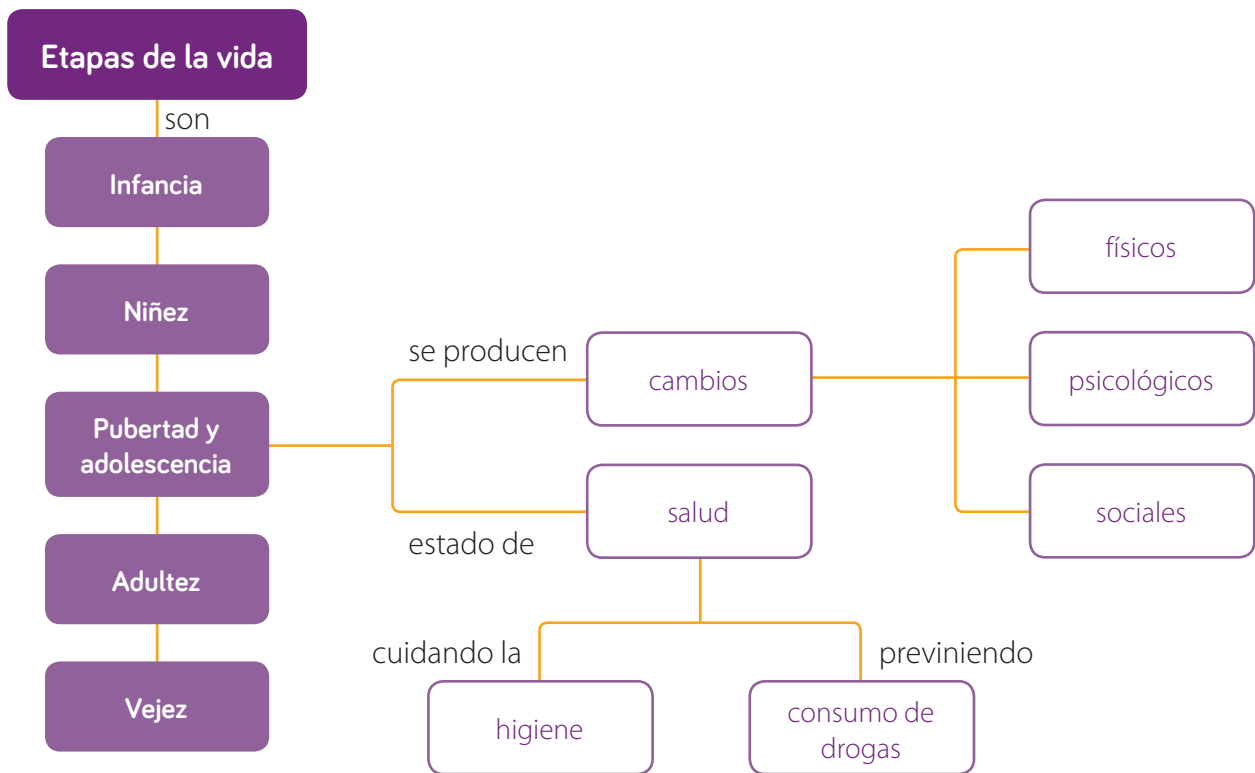 Etapas de la vida
son
Infancia
Niñez
Pubertad y
adolescencia
Adultez
Vejez
se producen
cambios
físicos
psicológicos
sociales
estado de
salud
cuidando la
higiene
previniendo
consumo de
drogas